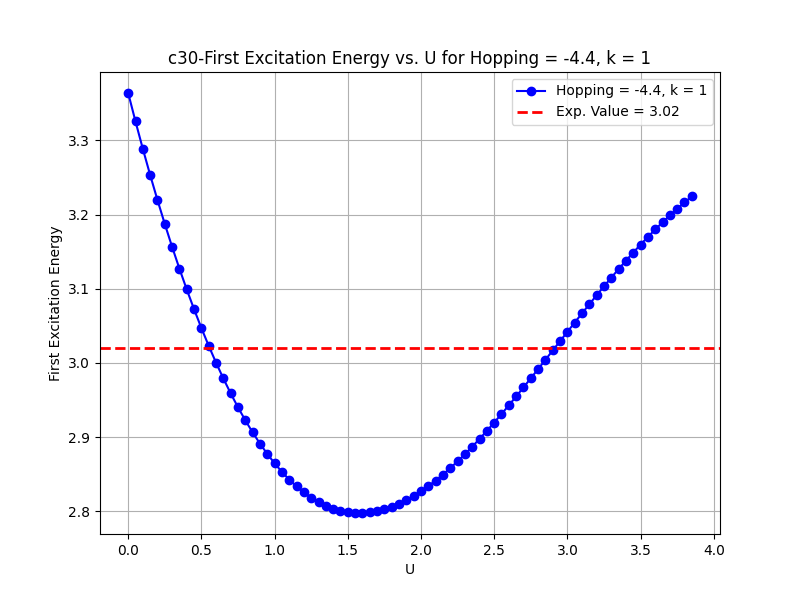 c30-First Excitation Energy vs. U for Hopping = -4.4, k = 1
Hopping = -4.4, k = 1
Exp. Value = 3.02
First Excitation Energy
3.3
3.2
3.1
3.0
2.9
2.8
0.0 0.5 1.0 1.5 2.0 2.5 3.0 3.5 4.0
U